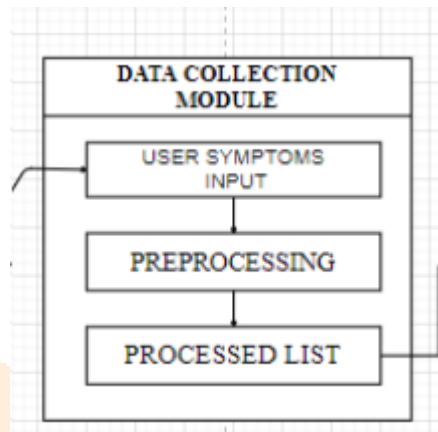 DATA COLLECTION
MODULE
USER SYMPTOMS
INPUT
PREPROCESSING
PROCESSED LIST